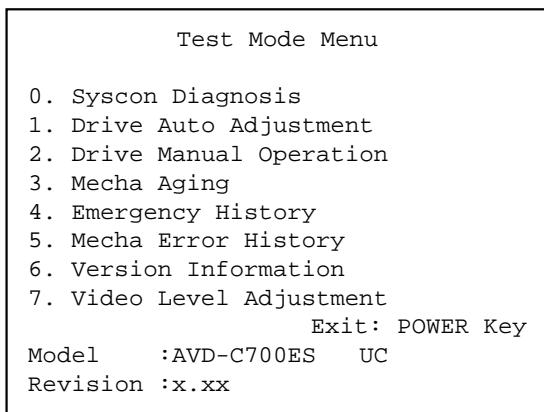 Test Mode Menu
0. Syscon Diagnosis
1. Drive Auto Adjustment
2. Drive Manual Operation
3. Mecha Aging
4. Emergency History
5. Mecha Error History
6. Version Information
7. Video Level Adjustment
Exit: POWER Key
Model :AVD-C700ES UC
Revision :x.xx